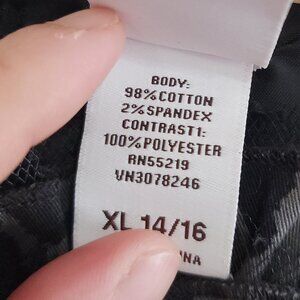 BODY:
98%COTTON
2%SPANDEX
CONTRAST1:
100%POLYESTER
RN55219
VN3078246
XL 14/16